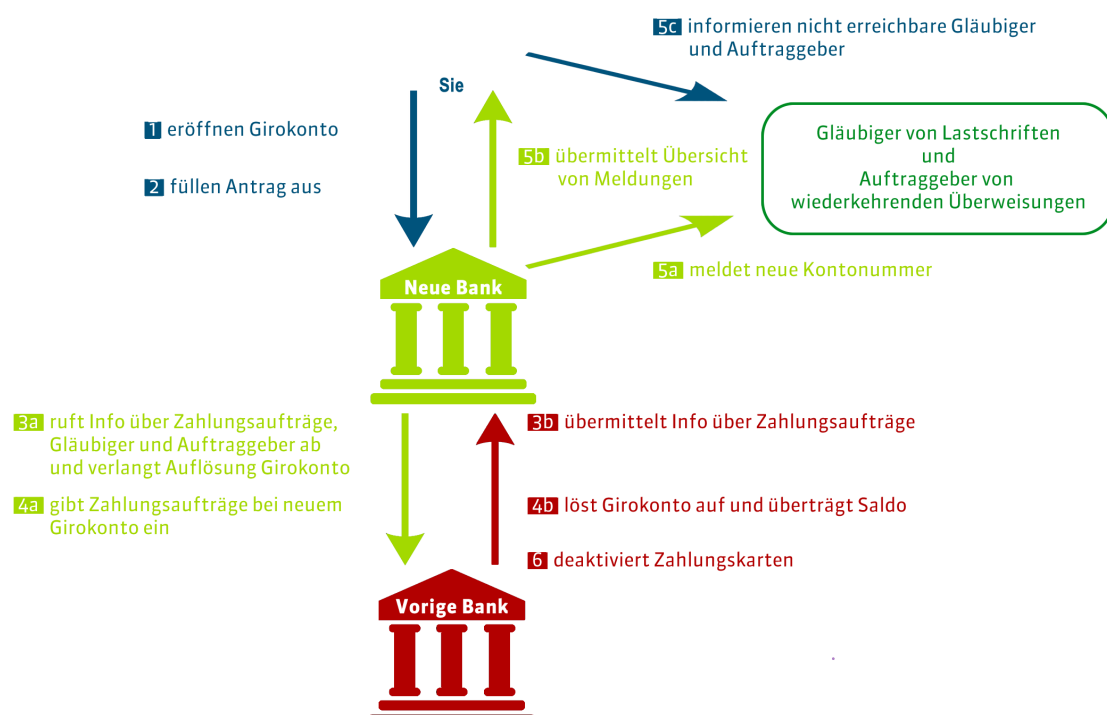 5c informieren nicht erreichbare Gläubiger
und Auftraggeber
Sie
1 eröffnen Girokonto
2 füllen Antrag aus
5b übermittelt Übersicht
von Meldungen
Gläubiger von Lastschriften
und
Auftraggeber von
wiederkehrenden Überweisungen
5a meldet neue Kontonummer
Neue Bank
3a ruft Info über Zahlungsaufträge,
Gläubiger und Auftraggeber ab
und verlangt Auflösung Girokonto
4a gibt Zahlungsaufträge bei neuem
Girokonto ein
3b übermittelt Info über Zahlungsaufträge
4b löst Girokonto auf und überträgt Saldo
6 deaktiviert Zahlungskarten
Vorige Bank